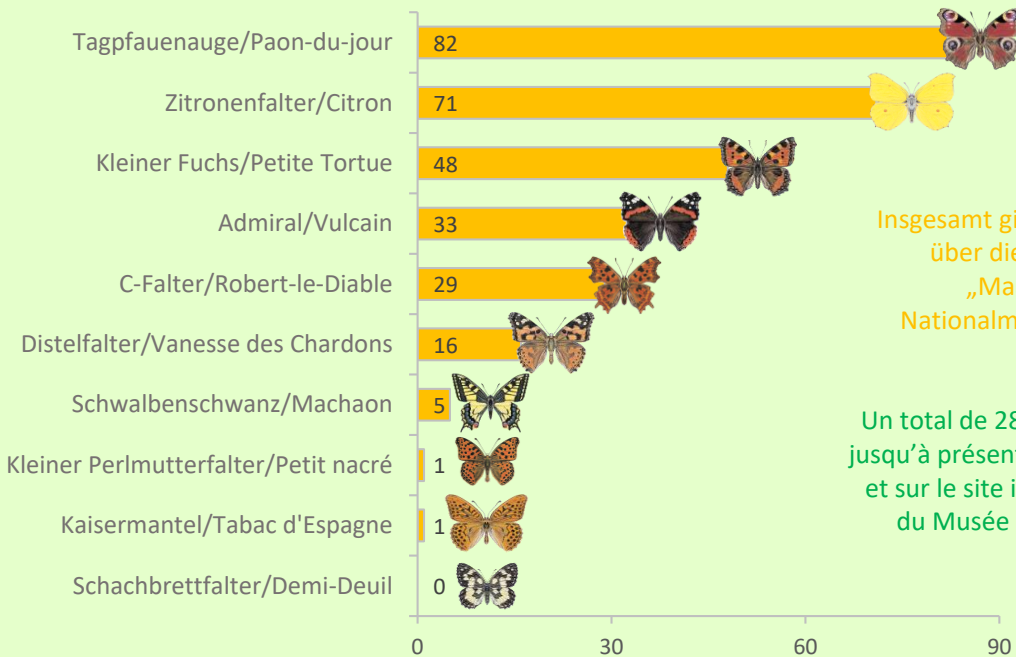 Tagpfauenauge/Paon-du-jour 82
Zitronenfalter/Citron 71
Kleiner Fuchs/Petite Tortue 48
Admiral/Vulcain 33
C-Falter/Robert-le-Diable 29
Distelfalter/Vanesse des Chardons 16
Schwalbenschwanz/Machaon 5
Kleiner Perlmutterfalter/Petit nacré 1
Kaisermantel/Tabac d'Espagne 1
Schachbrettfalter/Demi-Deuil 0
0 30 60 90
Insgesamt gi
über die
„Ma
Nationalm
Un total de 28
jusqu'à présent
et sur le site i
du Musée